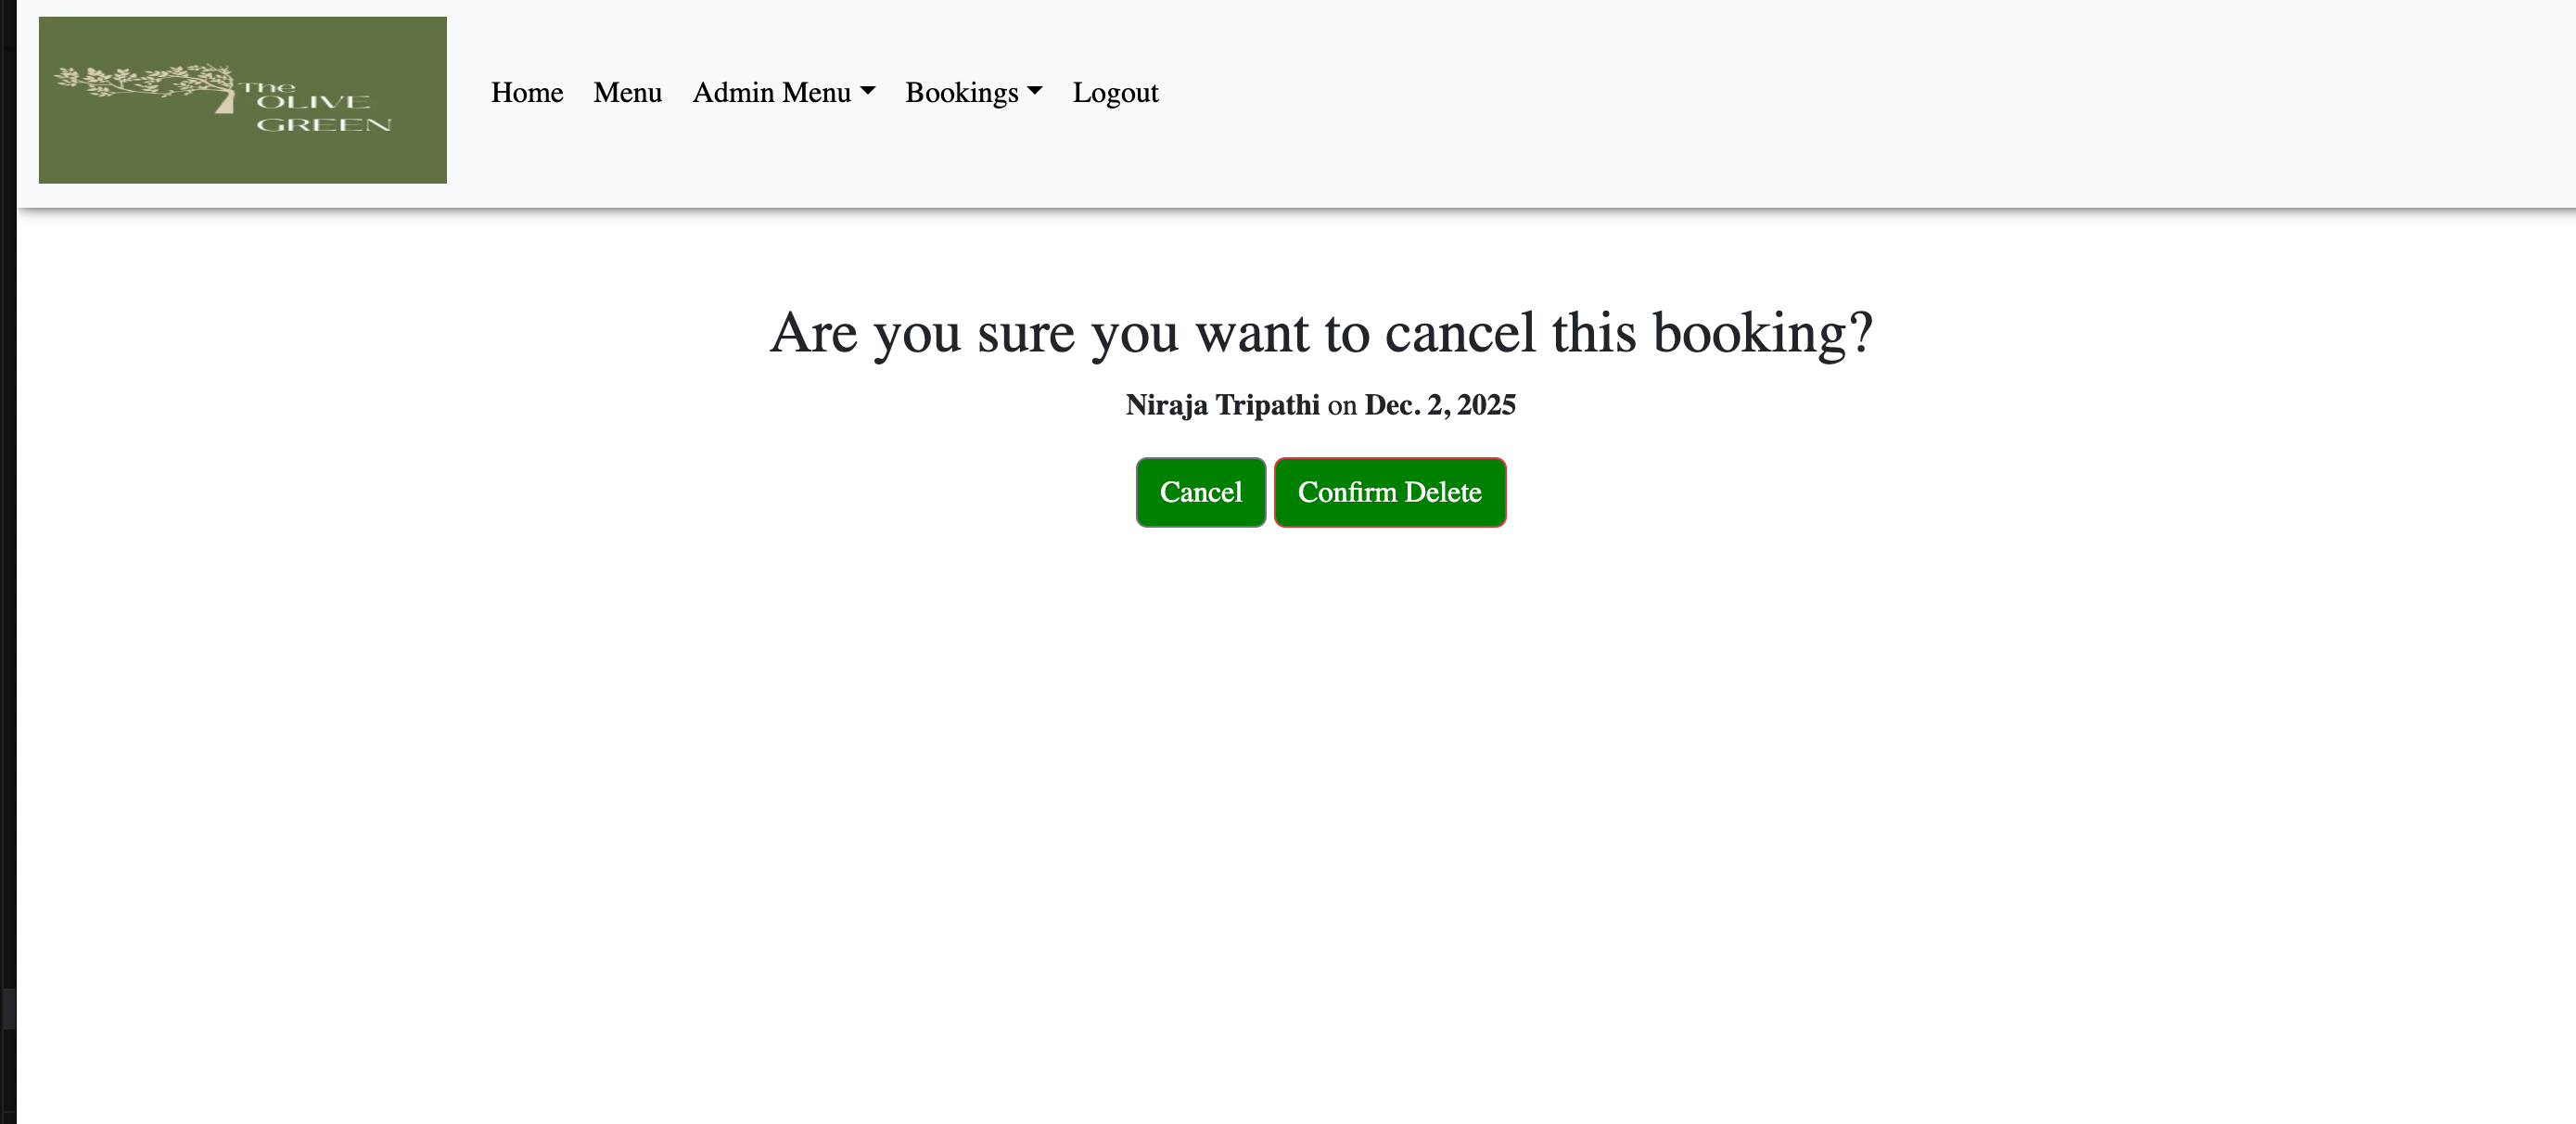 The
OLIVE
GREEN
Home Menu Admin Menu Bookings Logout
Are you sure you want to cancel this booking?
Niraja Tripathi on Dec. 2, 2025
Cancel Confirm Delete